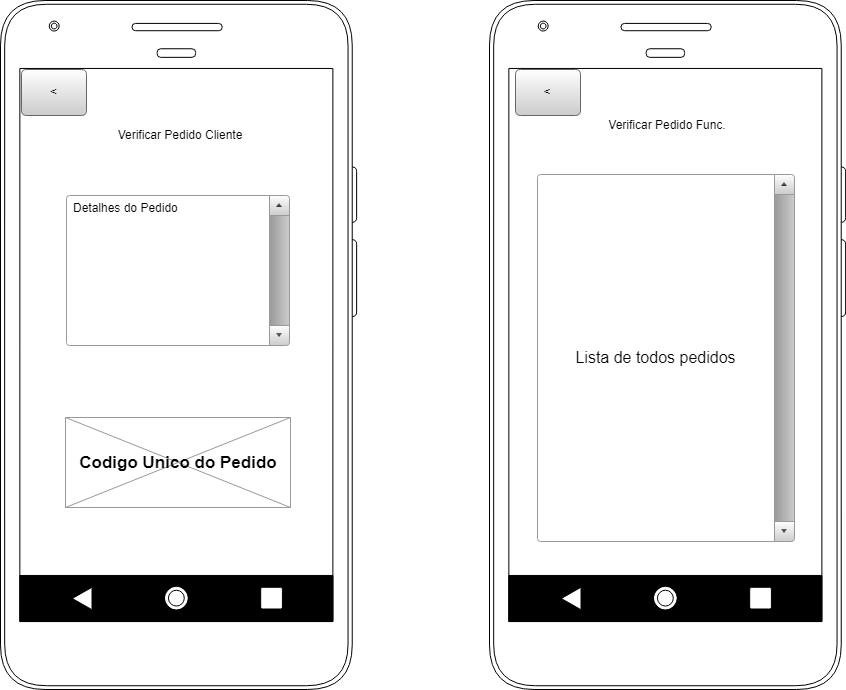 <
Verificar Pedido Cliente
Detalhes do Pedido
Codigo Unico do Pedido
<
Verificar Pedido Func.
Lista de todos pedidos